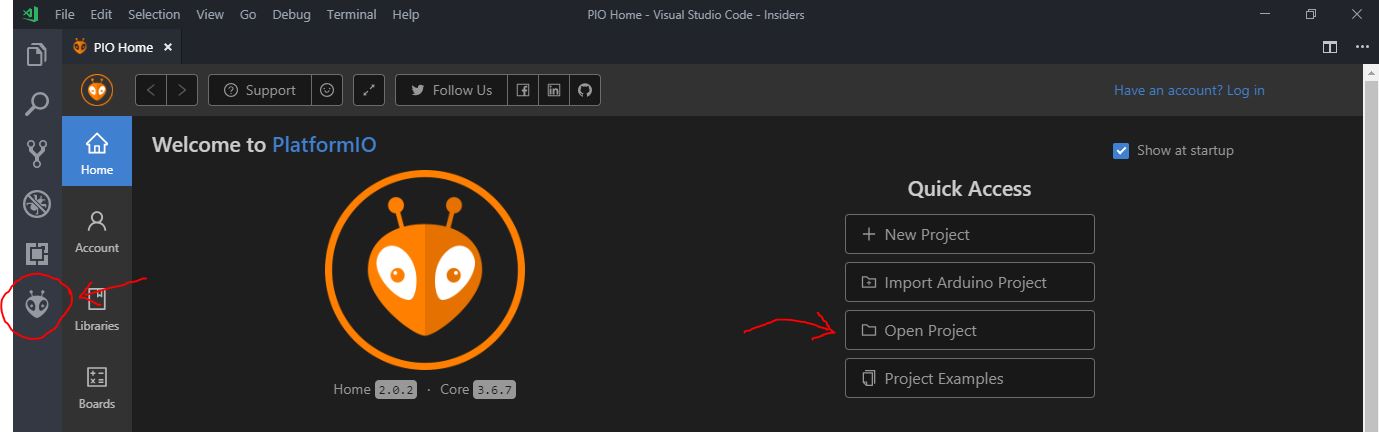 File Edit Selection View Go Debug Terminal Help PIO Home - Visual Studio Code - Insiders
PIO Home
Support Follow Us Have an account? Log in
Home
Account
Libraries
Boards
Welcome to PlatformIO
Home 2.0.2 · Core 3.6.7
Show at startup
Quick Access
New Project
Import Arduino Project
Open Project
Project Examples